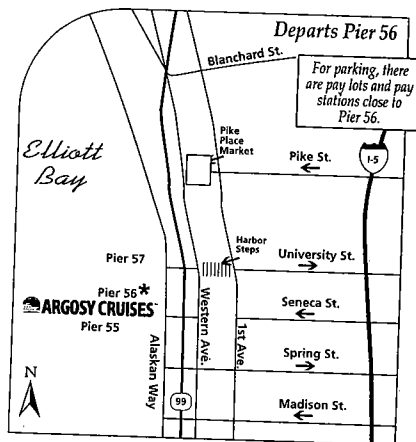 Departs Pier 56
Blanchard St.
For parking, there
are pay lots and pay
stations close to
Pier 56.
Pike
Place
Market
Elliott
Bay
Pike St.
I-5
Harbor
Steps
Pier 57
University St.
Pier 56*
Seneca St.
ARGOSY CRUISES™
Pier 55
Alaskan Way
Western Ave.
1st Ave.
Spring St.
N
99
Madison St.